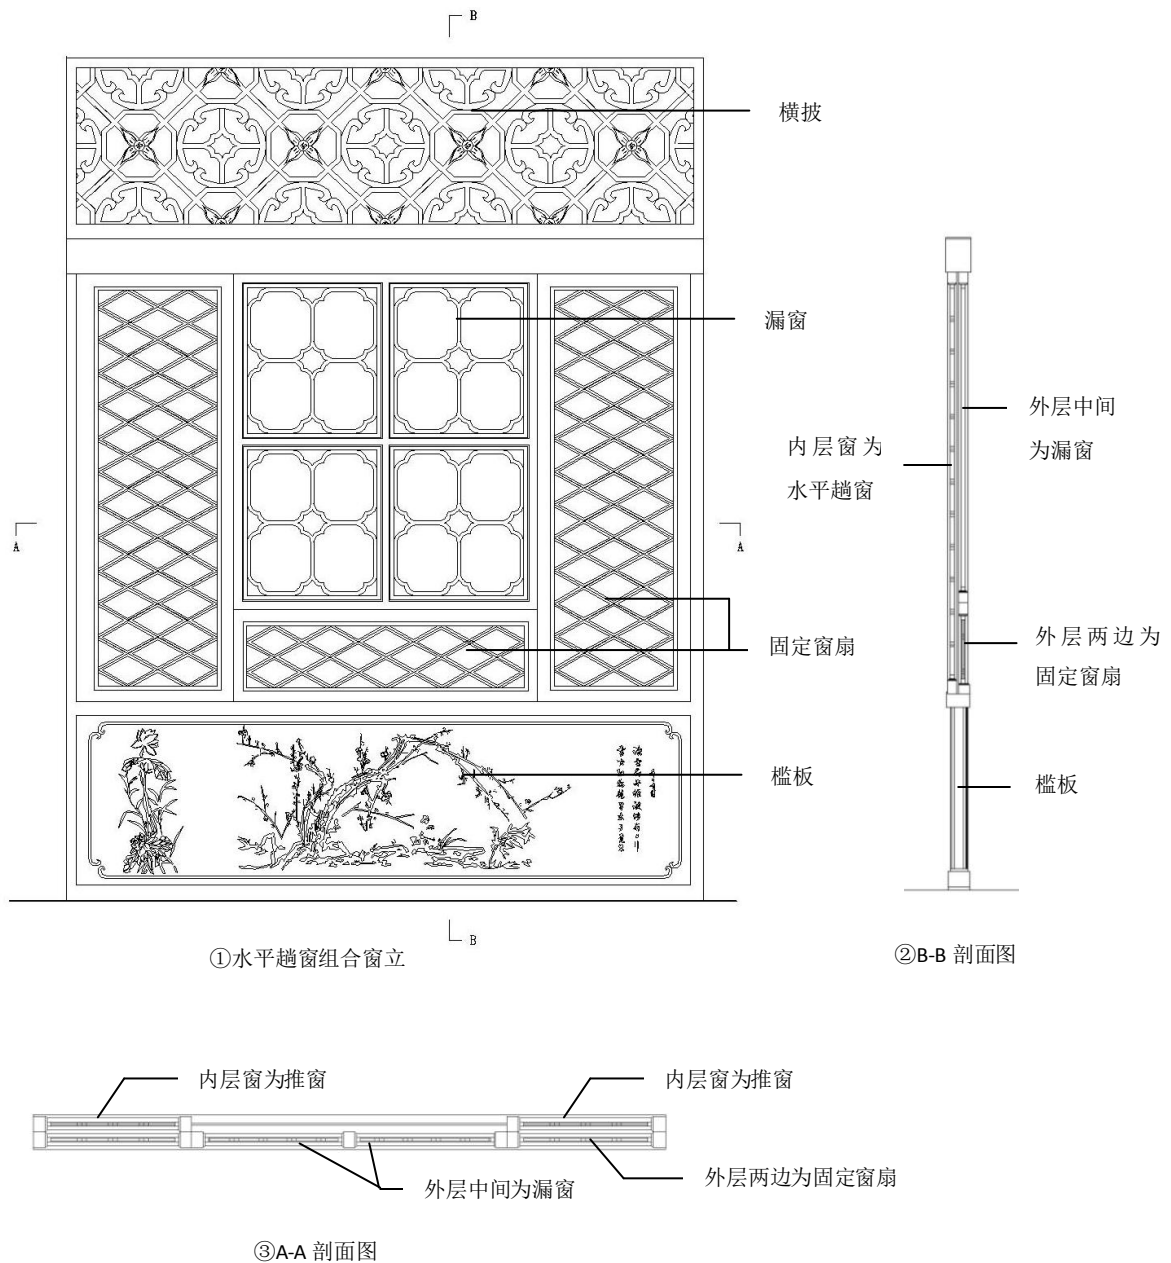 B
横披
漏窗
外层中间
为漏窗
内层窗为
水平趟窗
A
A
固定窗扇
外层两边为
固定窗扇
槛板
槛板
B
①水平趟窗组合窗立
②B-B 剖面图
内层窗为推窗
内层窗为推窗
外层中间为漏窗
外层两边为固定窗扇
③A-A 剖面图